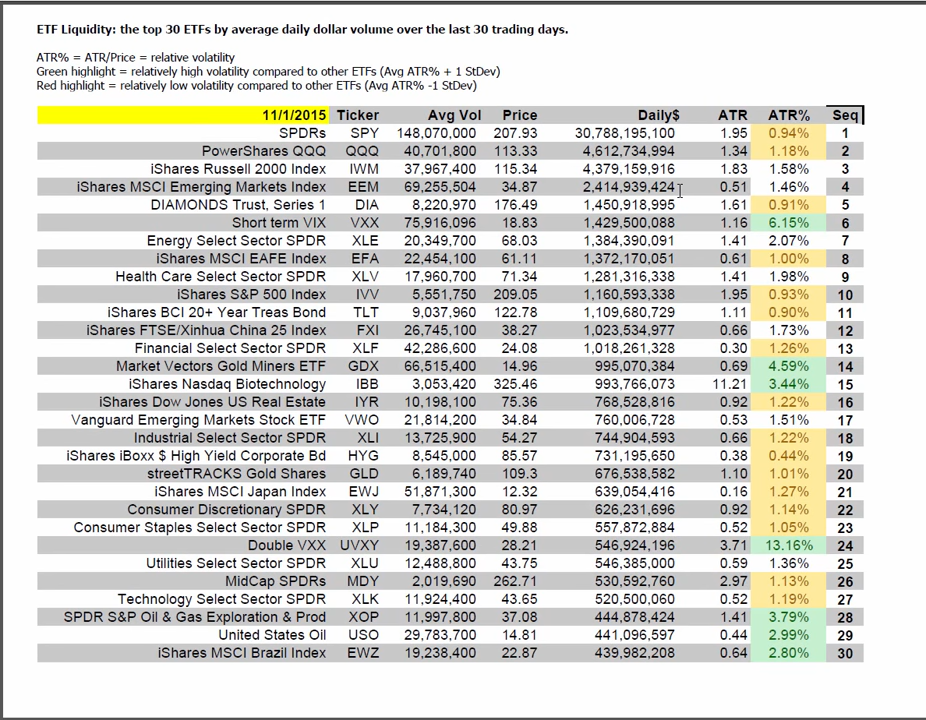 ETF Liquidity: the top 30 ETFs by average daily dollar volume over the last 30 trading days.
ATR% = ATR/Price = relative volatility
Green highlight = relatively high volatility compared to other ETFs (Avg ATR% + 1 StDev)
Red highlight = relatively low volatility compared to other ETFs (Avg ATR% -1 StDev)
11/1/2015 Ticker Avg Vol Price Daily$ ATR ATR% Seq
SPDRs SPY 148,070,000 207.93 30,788,195,100 1.95 0.94% 1
PowerShares QQQ QQQ 40,701,800 113.33 4,612,734,994 1.34 1.18% 2
iShares Russell 2000 Index IWM 37,967,400 115.34 4,379,159,916 1.83 1.58% 3
iShares MSCI Emerging Markets Index EEM 69,255,504 34.87 2,414,939,424 0.51 1.46% 4
DIAMONDS Trust, Series 1 DIA 8,220,970 176.49 1,450,918,995 1.61 0.91% 5
Short term VIX VXX 75,916,096 18.83 1,429,500,088 1.16 6.15% 6
Energy Select Sector SPDR XLE 20,349,700 68.03 1,384,390,091 1.41 2.07% 7
iShares MSCI EAFE Index EFA 22,454,100 61.11 1,372,170,051 0.61 1.00% 8
Health Care Select Sector SPDR XLV 17,960,700 71.34 1,281,316,338 1.41 1.98% 9
iShares S&P 500 Index IVV 5,551,750 209.05 1,160,593,338 1.95 0.93% 10
iShares BCI 20+ Year Treas Bond TLT 9,037,960 122.78 1,109,680,729 1.11 0.90% 11
iShares FTSE/Xinhua China 25 Index FXI 26,745,100 38.27 1,023,534,977 0.66 1.73% 12
Financial Select Sector SPDR XLF 42,286,600 24.08 1,018,261,328 0.30 1.26% 13
Market Vectors Gold Miners ETF GDX 66,515,400 14.96 995,070,384 0.69 4.59% 14
iShares Nasdaq Biotechnology IBB 3,053,420 325.46 993,766,073 11.21 3.44% 15
iShares Dow Jones US Real Estate IYR 10,198,100 75.36 768,528,816 0.92 1.22% 16
Vanguard Emerging Markets Stock ETF VWO 21,814,200 34.84 760,006,728 0.53 1.51% 17
Industrial Select Sector SPDR XLI 13,725,900 54.27 744,904,593 0.66 1.22% 18
iShares iBoxx $ High Yield Corporate Bd HYG 8,545,000 85.57 731,195,650 0.38 0.44% 19
streetTRACKS Gold Shares GLD 6,189,740 109.3 676,538,582 1.10 1.01% 20
iShares MSCI Japan Index EWJ 51,871,300 12.32 639,054,416 0.16 1.27% 21
Consumer Discretionary SPDR XLY 7,734,120 80.97 626,231,696 0.92 1.14% 22
Consumer Staples Select Sector SPDR XLP 11,184,300 49.88 557,872,884 0.52 1.05% 23
Double VXX UVXY 19,387,600 28.21 546,924,196 3.71 13.16% 24
Utilities Select Sector SPDR XLU 12,488,800 43.75 546,385,000 0.59 1.36% 25
MidCap SPDRs MDY 2,019,690 262.71 530,592,760 2.97 1.13% 26
Technology Select Sector SPDR XLK 11,924,400 43.65 520,500,060 0.52 1.19% 27
SPDR S&P Oil & Gas Exploration & Prod XOP 11,997,800 37.08 444,878,424 1.41 3.79% 28
United States Oil USO 29,783,700 14.81 441,096,597 0.44 2.99% 29
iShares MSCI Brazil Index EWZ 19,238,400 22.87 439,982,208 0.64 2.80% 30